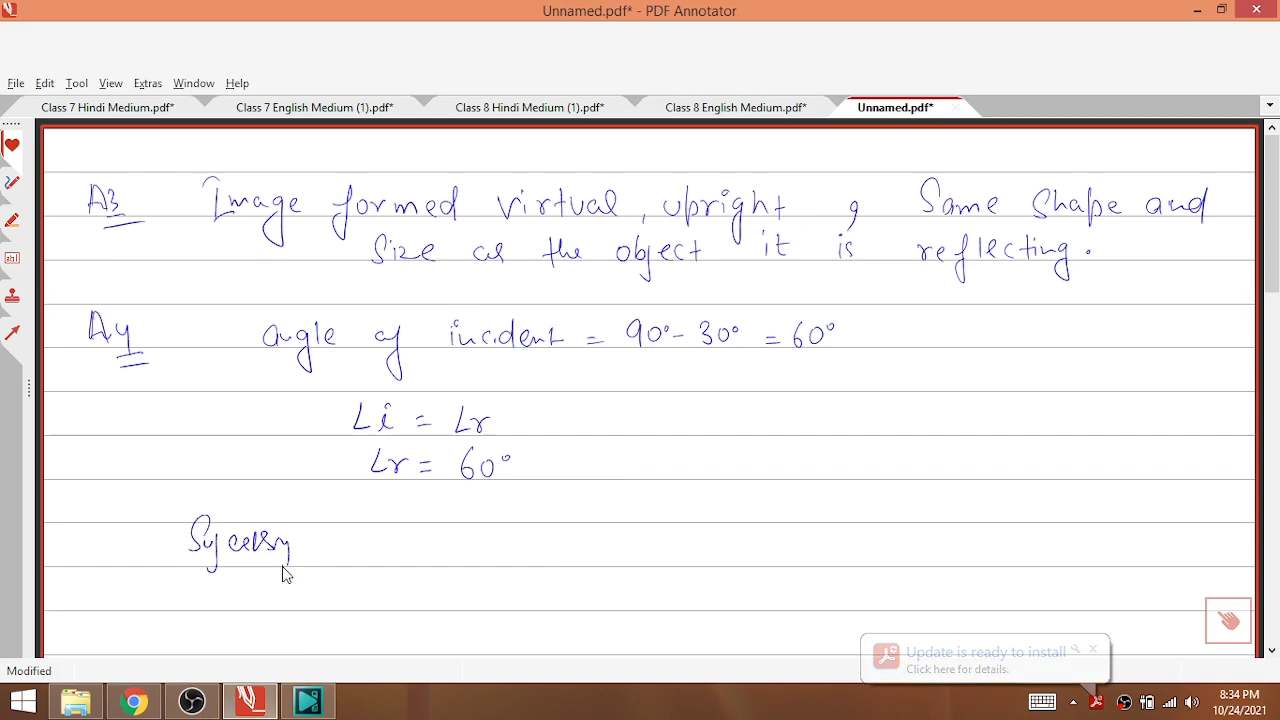 Unnamed.pdf* - PDF Annotator
File Edit Tool View Extras Window Help
Class 7 Hindi Medium.pdf* Class 7 English Medium (1).pdf* Class 8 Hindi Medium (1).pdf* Class 8 English Medium.pdf* Unnamed.pdf*
A3 Image formed virtual, upright , Same Shape and
Size as the object it is reflecting.
A4 Angle of incident = 90° - 30° = 60°
∠i = ∠r
∠r = 60°
Update is ready to install
Click here for details.
Modified
8:34 PM
10/24/2021